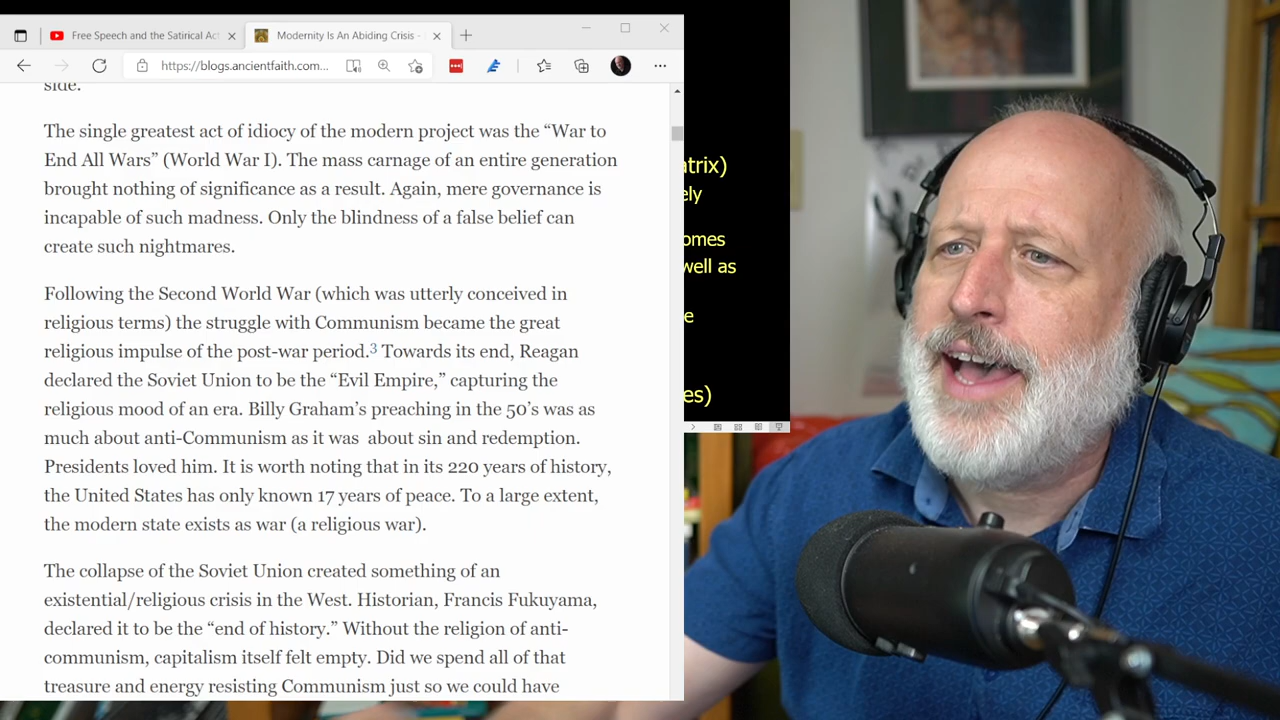 Free Speech and the Satirical Act
Modernity Is An Abiding Crisis -
https://blogs.ancientfaith.com...
side.
The single greatest act of idiocy of the modern project was the “War to
End All Wars” (World War I). The mass carnage of an entire generation
brought nothing of significance as a result. Again, mere governance is
incapable of such madness. Only the blindness of a false belief can
create such nightmares.
Following the Second World War (which was utterly conceived in
religious terms) the struggle with Communism became the great
religious impulse of the post-war period.3 Towards its end, Reagan
declared the Soviet Union to be the “Evil Empire,” capturing the
religious mood of an era. Billy Graham’s preaching in the 50’s was as
much about anti-Communism as it was  about sin and redemption.
Presidents loved him. It is worth noting that in its 220 years of history,
the United States has only known 17 years of peace. To a large extent,
the modern state exists as war (a religious war).
The collapse of the Soviet Union created something of an
existential/religious crisis in the West. Historian, Francis Fukuyama,
declared it to be the “end of history.” Without the religion of anti-
communism, capitalism itself felt empty. Did we spend all of that
treasure and energy resisting Communism just so we could have
atrix)
ely
omes
well as
e
es)